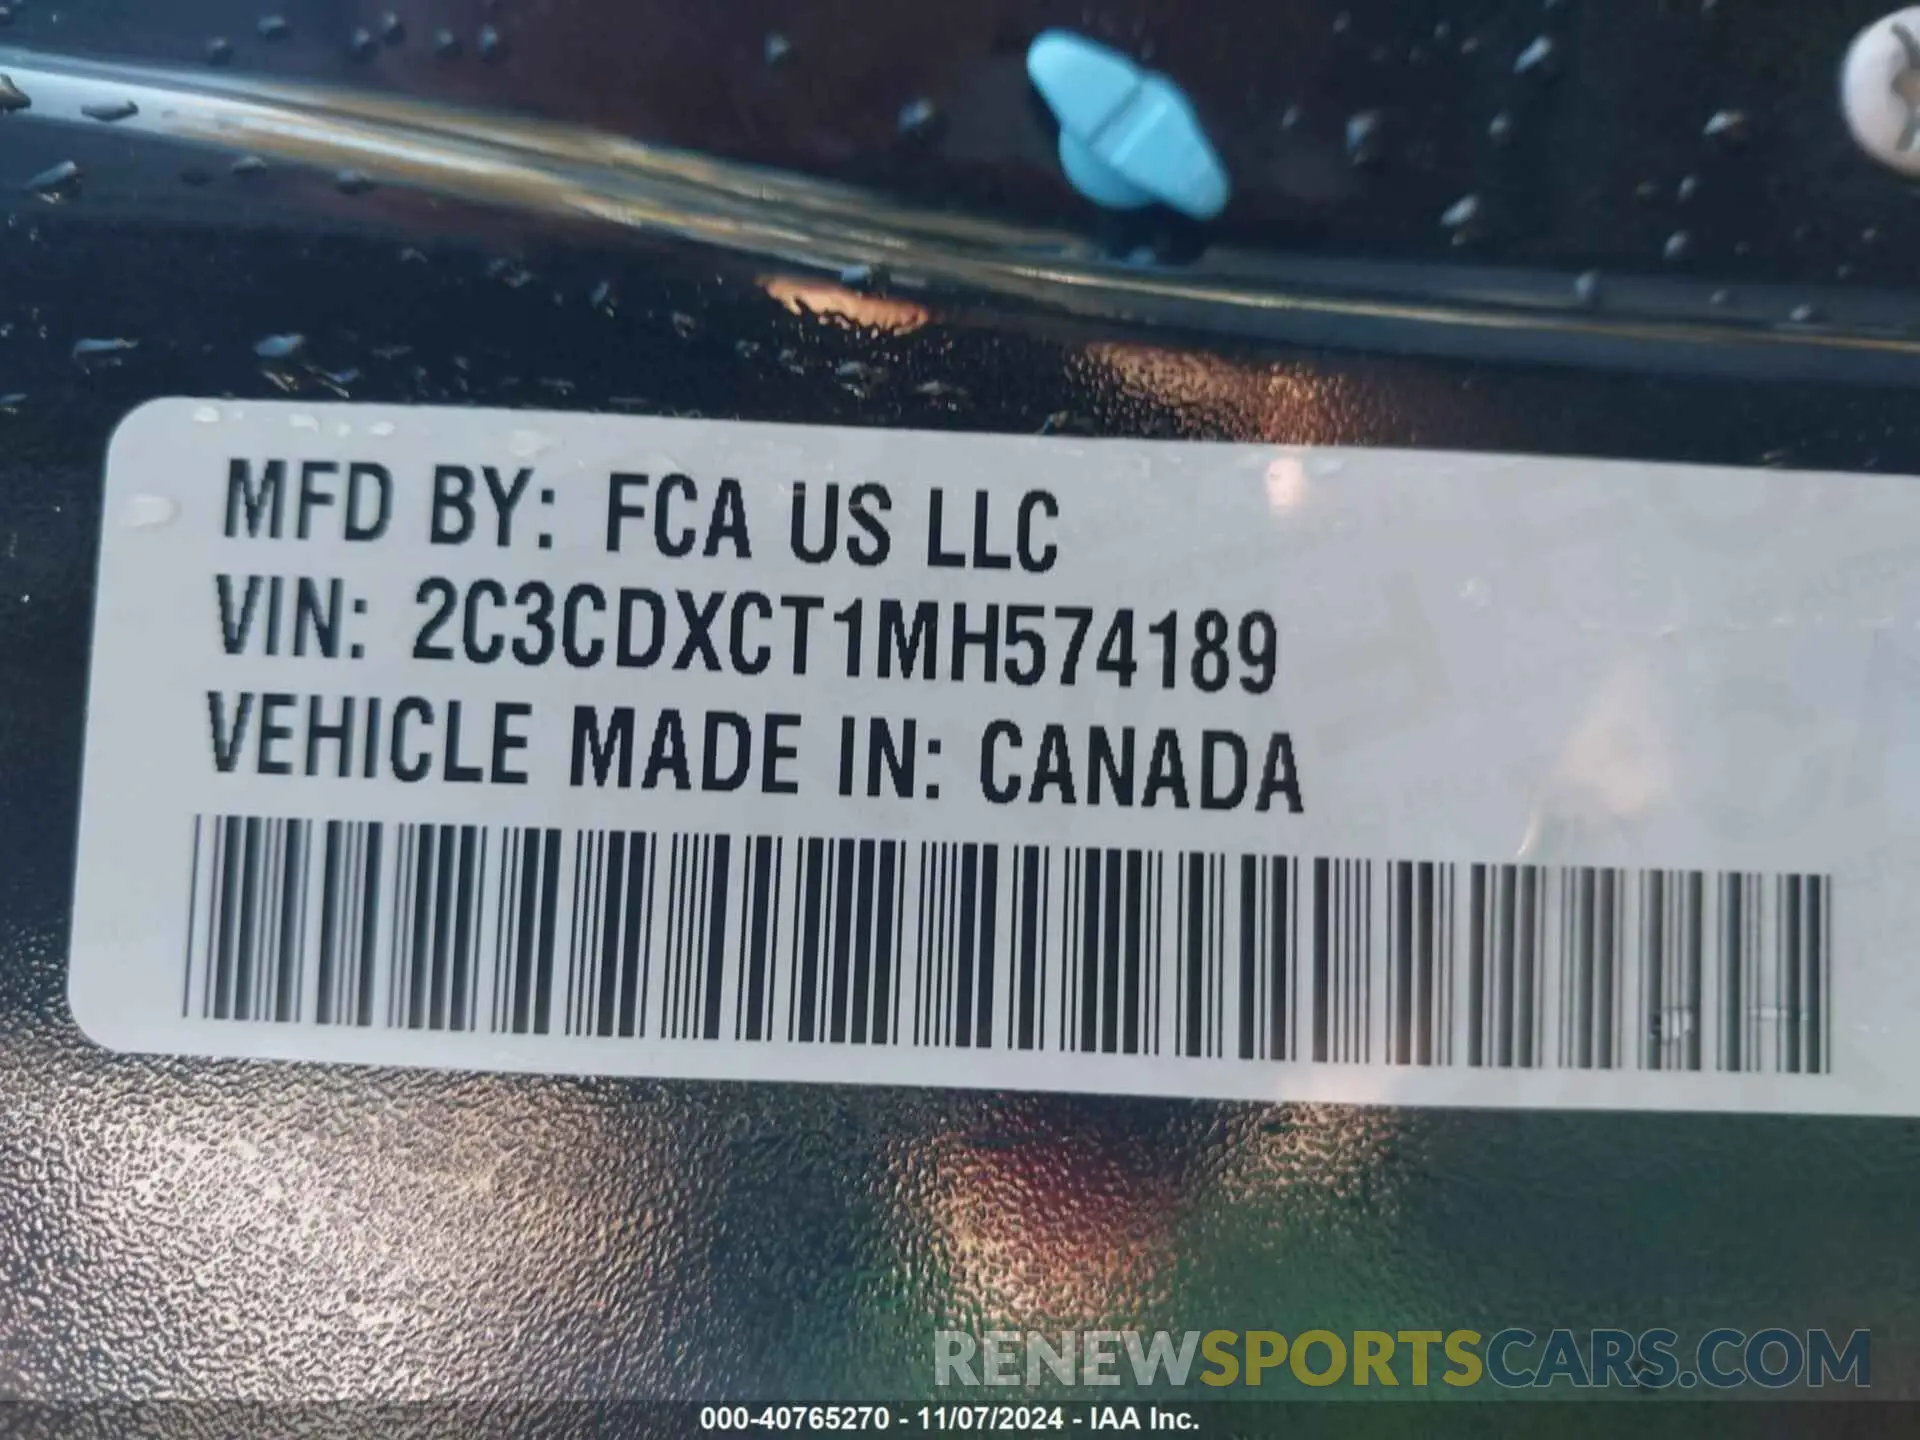 MFD BY: FCA US LLC
VIN: 2C3CDXCT1MH574189
VEHICLE MADE IN: CANADA
RENEWSPORTSCARS.COM
000-40765270 - 11/07/2024 - IAA Inc.